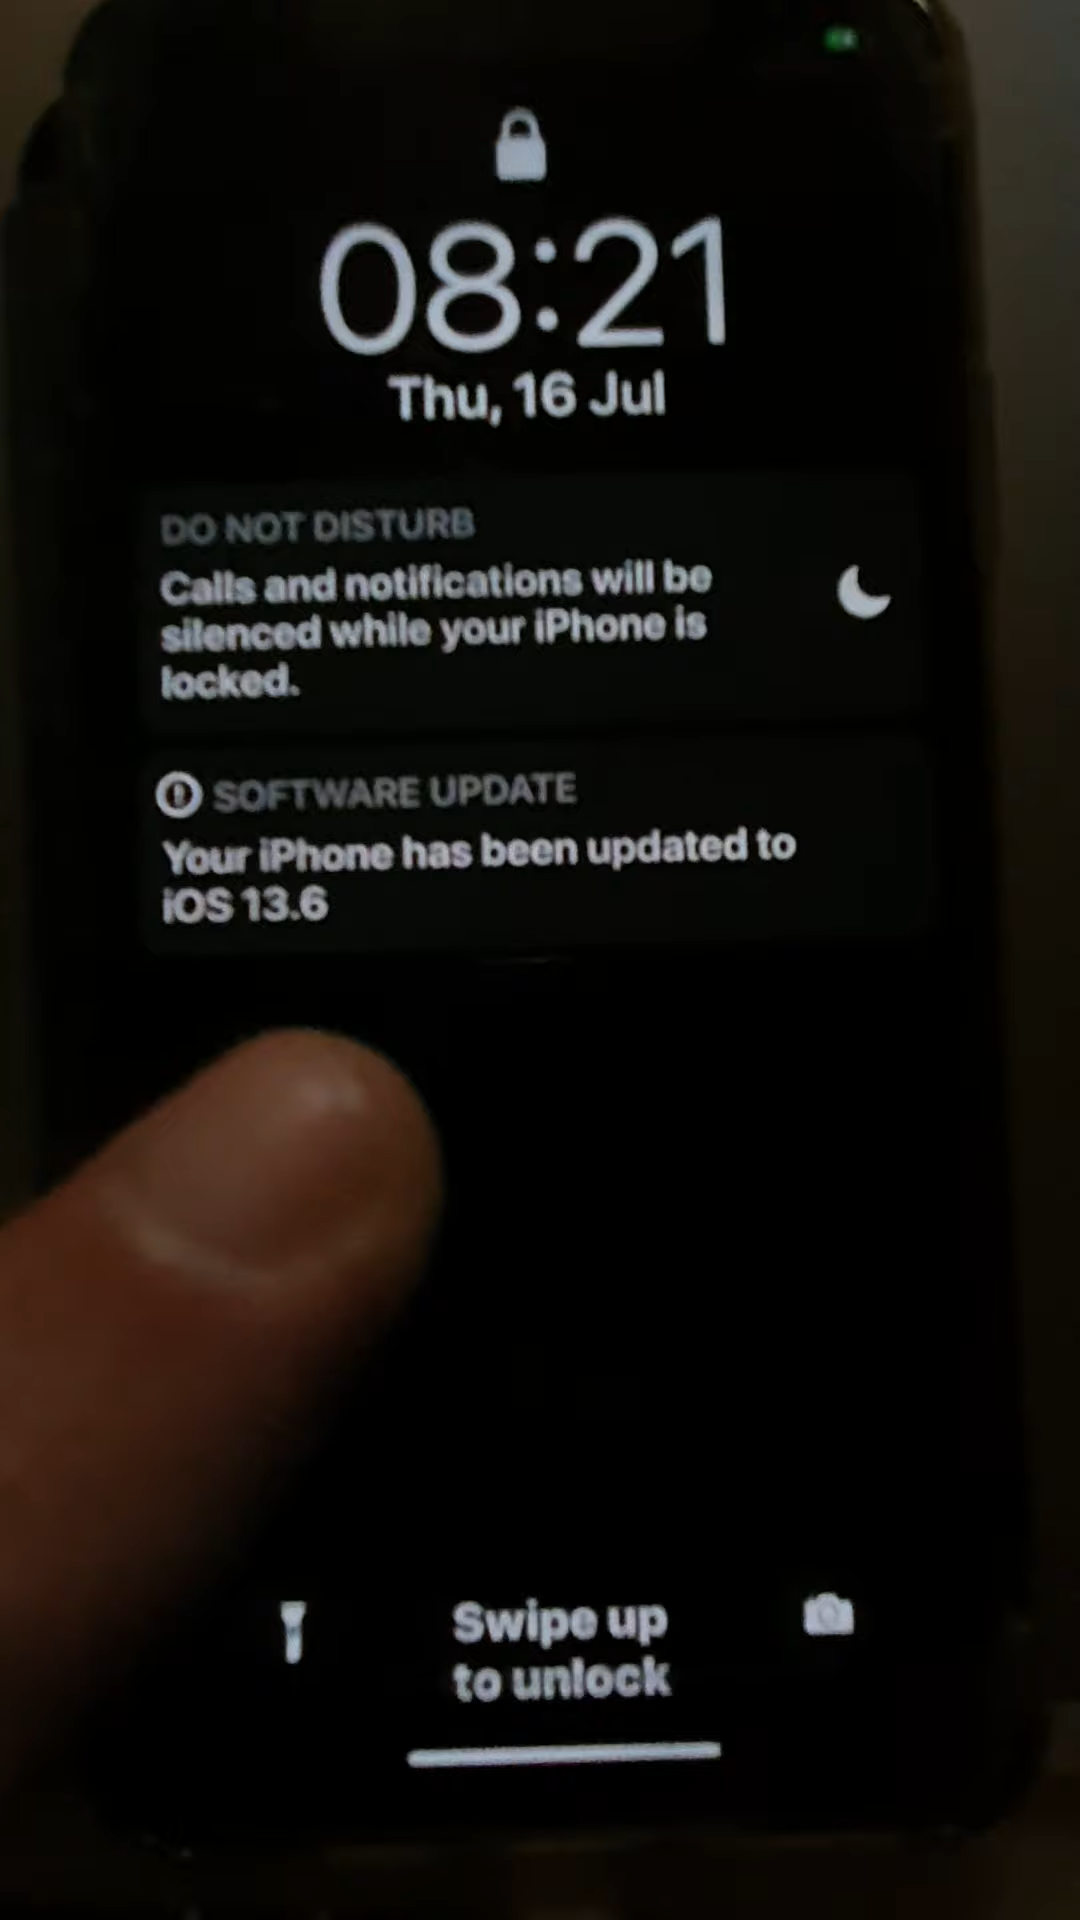 08:21
Thu, 16 Jul
DO NOT DISTURB
Calls and notifications will be
silenced while your iPhone is
locked.
SOFTWARE UPDATE
Your iPhone has been updated to
iOS 13.6
Swipe up
to unlock